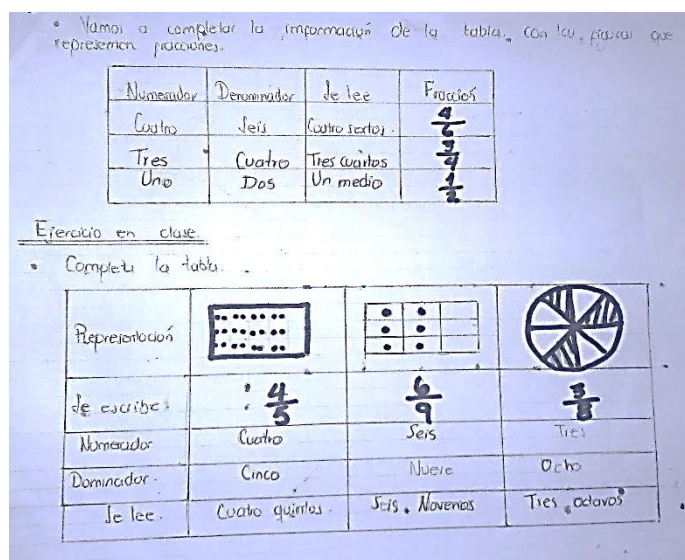 • Vamos a completar la información de la tabla, con las figuras que
representen fracciones.
Numerador Denominador Se lee Fracción
Cuatro Seis Cuatro sextos. 4/6
Tres Cuatro Tres cuartos 3/4
Uno Dos Un medio 1/2
Ejercicio en clase.
• Completa la tabla.
Representación
Se escribe: 4/5 6/9 3/8
Numerador Cuatro Seis Tres
Dominador. Cinco Nueve Ocho
Se lee. Cuatro quintos. Seis. Novenos Tres octavos